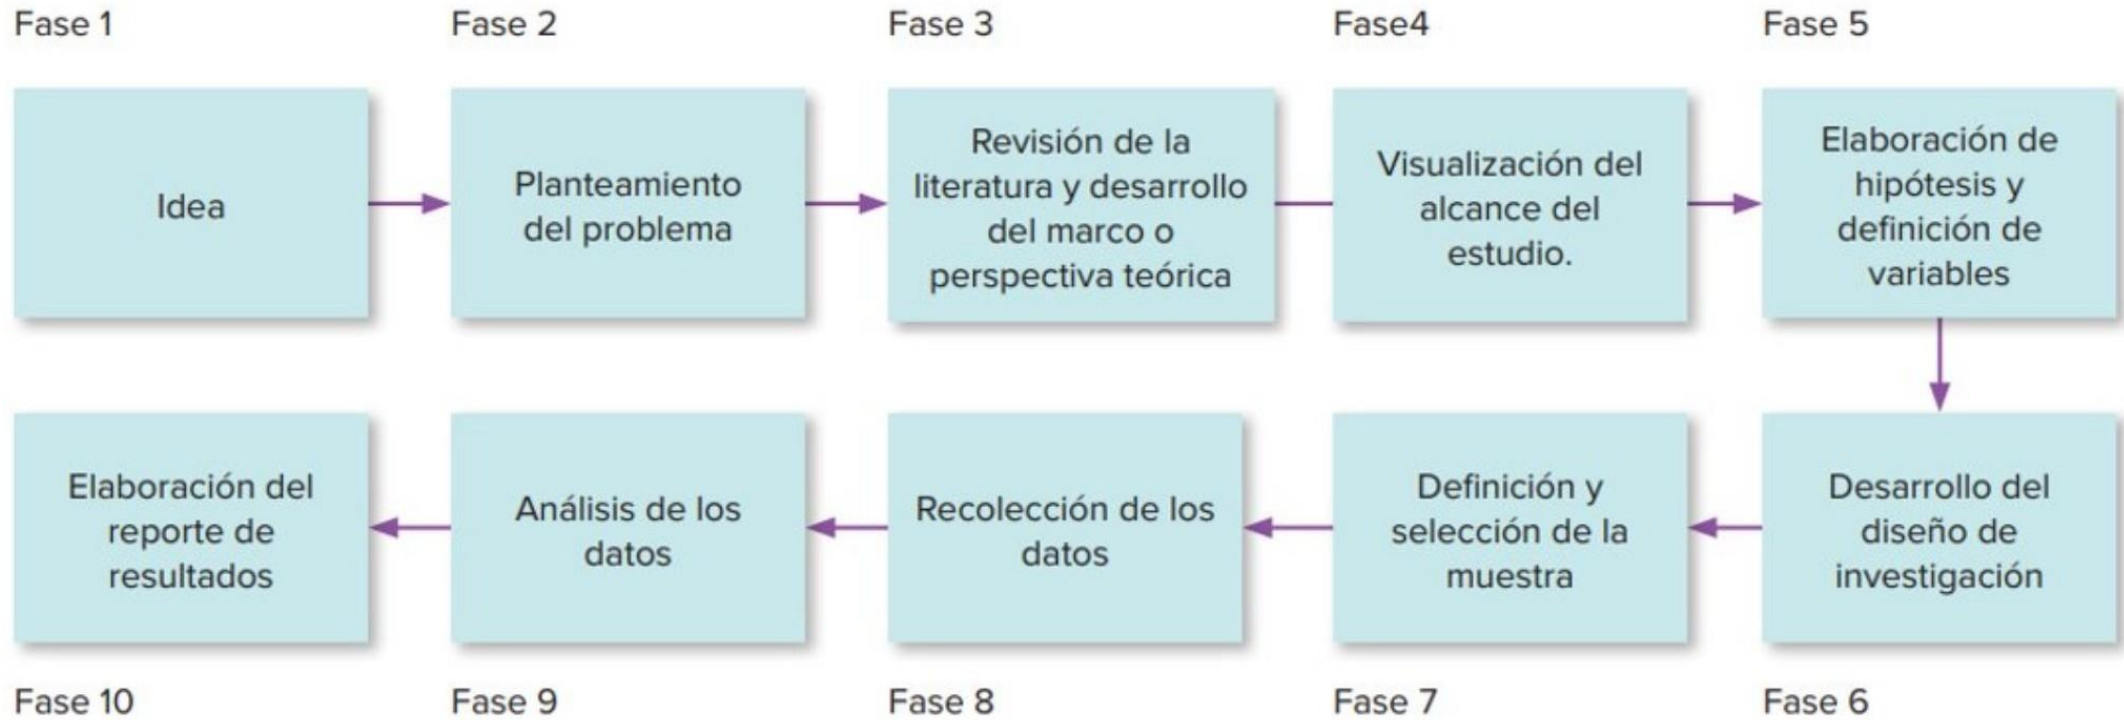 Fase 1
Idea
Fase 2
Planteamiento
del problema
Fase 3
Revisión de la
literatura y desarrollo
del marco o
perspectiva teórica
Fase4
Visualización del
alcance del
estudio.
Fase 5
Elaboración de
hipótesis y
definición de
variables
Desarrollo del
diseño de
investigación
Fase 6
Definición y
selección de la
muestra
Fase 7
Recolección de los
datos
Fase 8
Análisis de los
datos
Fase 9
Elaboración del
reporte de
resultados
Fase 10